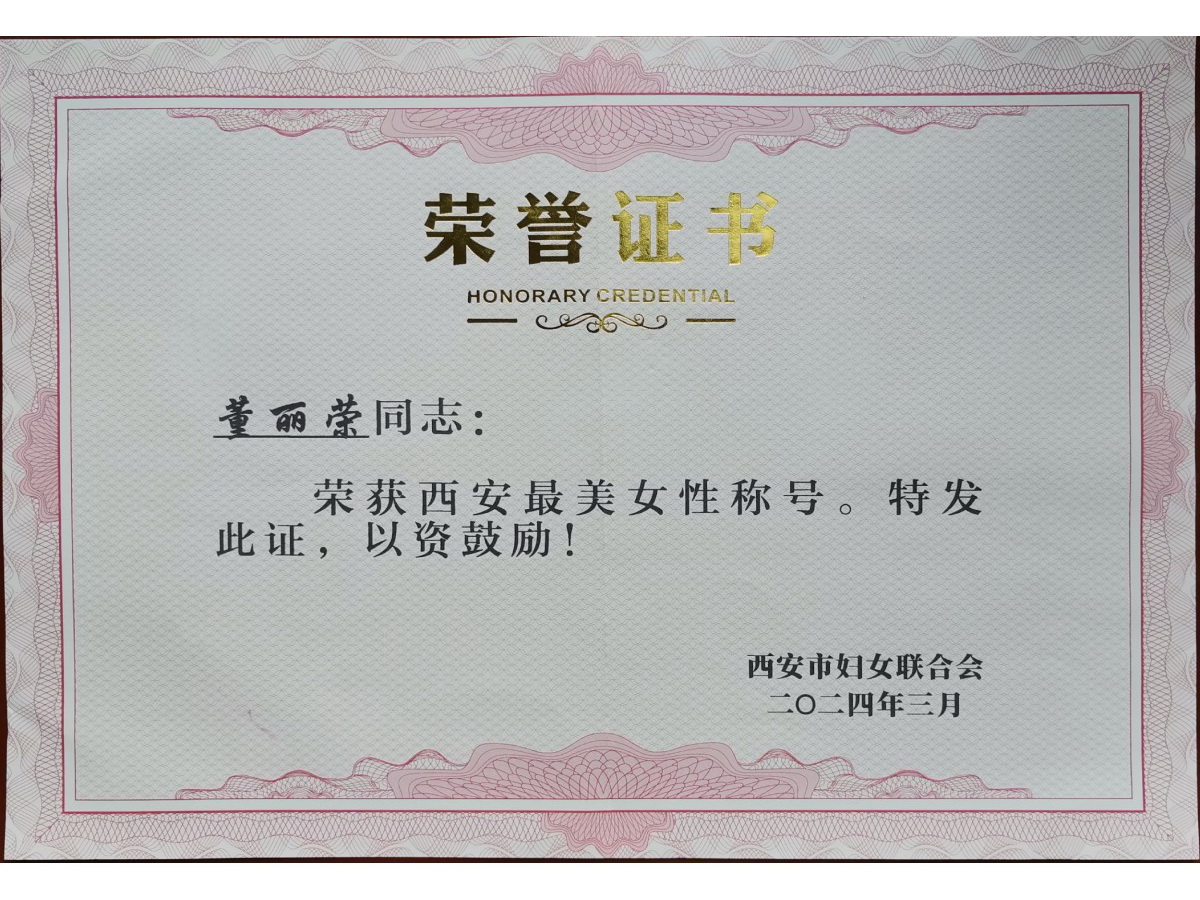 荣誉证书
HONORARY CREDENTIAL
董丽荣同志：
荣获西安最美女性称号。特发
此证，以资鼓励！
西安市妇女联合会
二〇二四年三月